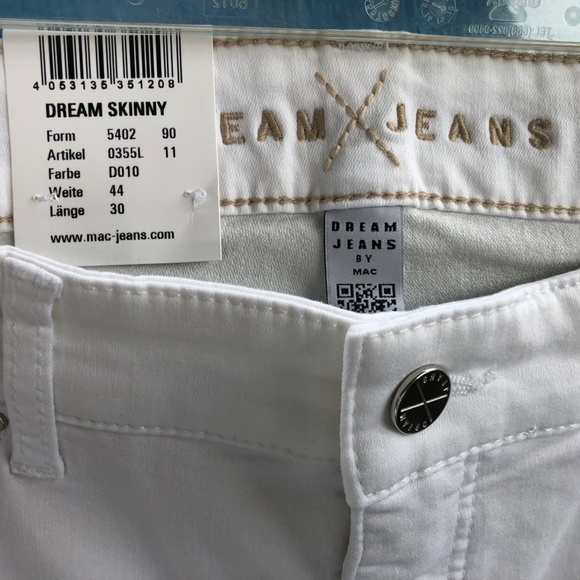 4 053135 351208
DREAM SKINNY
Form 5402 90
Artikel 0355L 11
Farbe D010
Weite 44
Länge 30
www.mac-jeans.com
EAM X JEANS
DREAM
JEANS
BY
MAC
DREAM